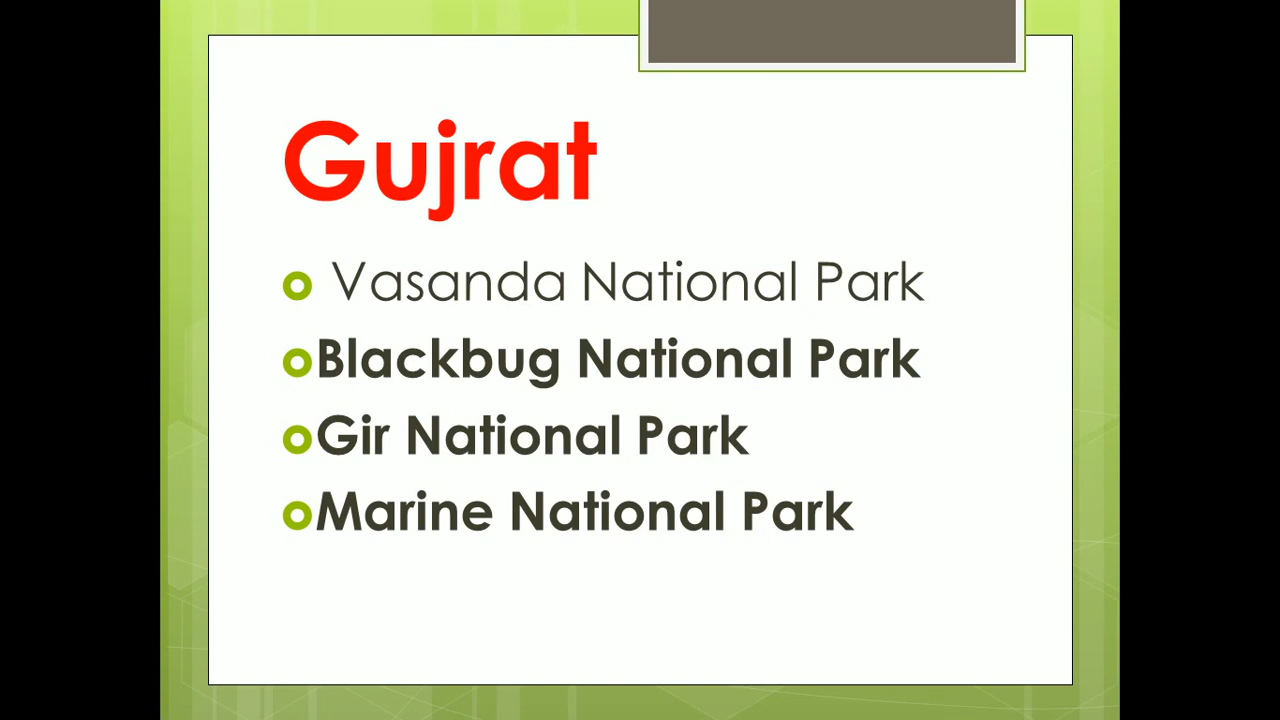 Gujrat
Vasanda National Park
Blackbug National Park
Gir National Park
Marine National Park